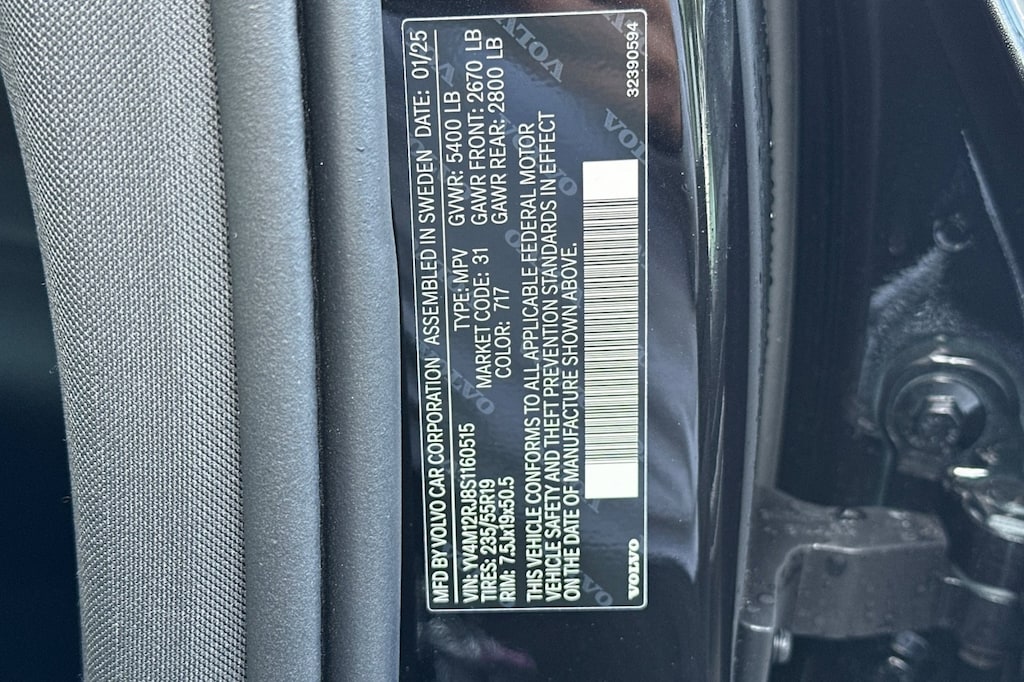 MFD BY VOLVO CAR CORPORATION ASSEMBLED IN SWEDEN DATE: 01/25
VIN: YV4M12RJ8S1160515 TYPE: MPV GVWR: 5400 LB
TIRES: 235/55R19 MARKET CODE: 31 GAWR FRONT: 2670 LB
RIM: 7.5Jx19x50.5 COLOR: 717 GAWR REAR: 2800 LB
THIS VEHICLE CONFORMS TO ALL APPLICABLE FEDERAL MOTOR
VEHICLE SAFETY AND THEFT PREVENTION STANDARDS IN EFFECT
ON THE DATE OF MANUFACTURE SHOWN ABOVE.
VOLVO 32390594